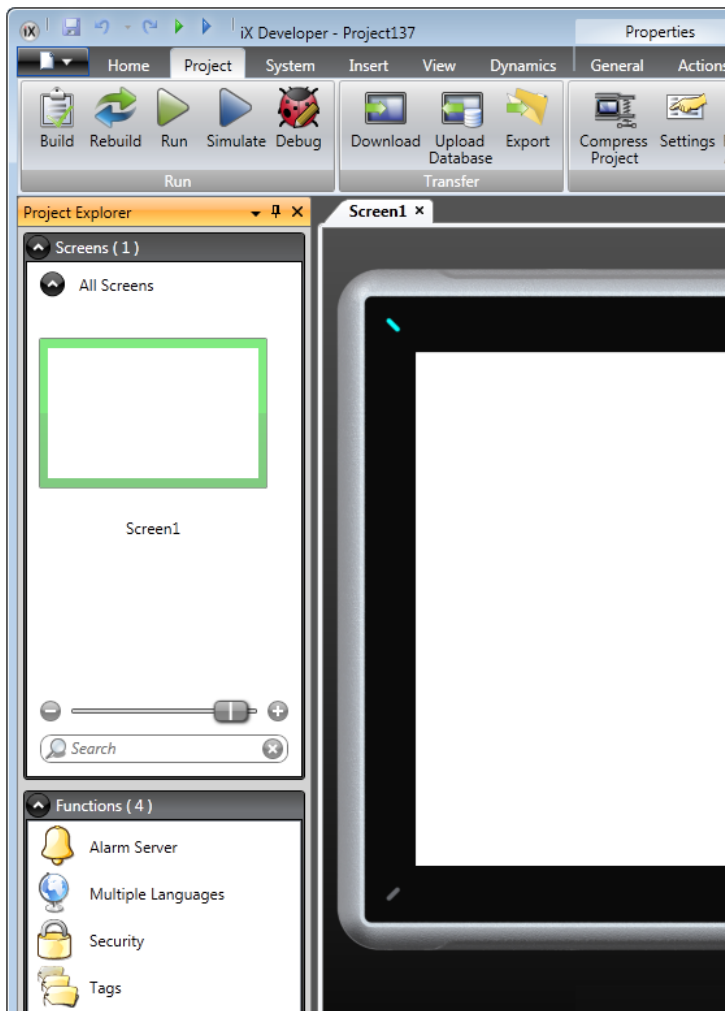 iX
iX Developer - Project137
Properties
Home Project System Insert View Dynamics General Actions
Build Rebuild Run Simulate Debug
Download Upload Database Export
Compress Project Settings
Run
Transfer
Project Explorer
Screen1
Screens ( 1 )
All Screens
Screen1
Search
Functions ( 4 )
Alarm Server
Multiple Languages
Security
Tags